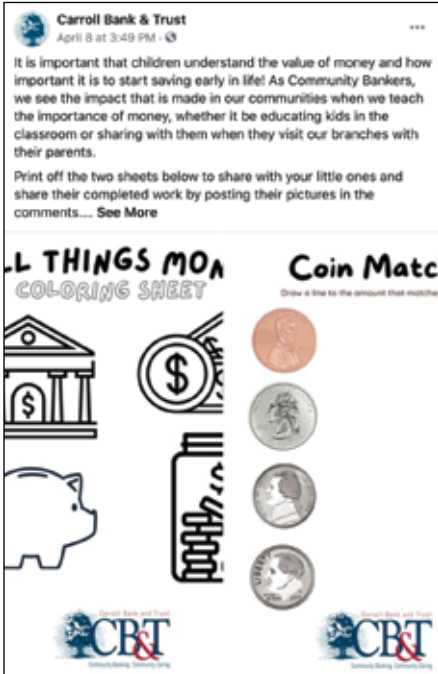 Carroll Bank & Trust
April 8 at 3:49 PM ·
It is important that children understand the value of money and how
important it is to start saving early in life! As Community Bankers,
we see the impact that is made in our communities when we teach
the importance of money, whether it be educating kids in the
classroom or sharing with them when they visit our branches with
their parents.
Print off the two sheets below to share with your little ones and
share their completed work by posting their pictures in the
comments.... See More
LL THINGS MON
COLORING SHEET
$
$
Coin Matc
Draw a line to the amount that matche
LIBERTY
Carroll Bank and Trust
CB&T
Community Banking, Community Caring
Carroll Bank and Trust
CB&T
Community Banking, Community Caring